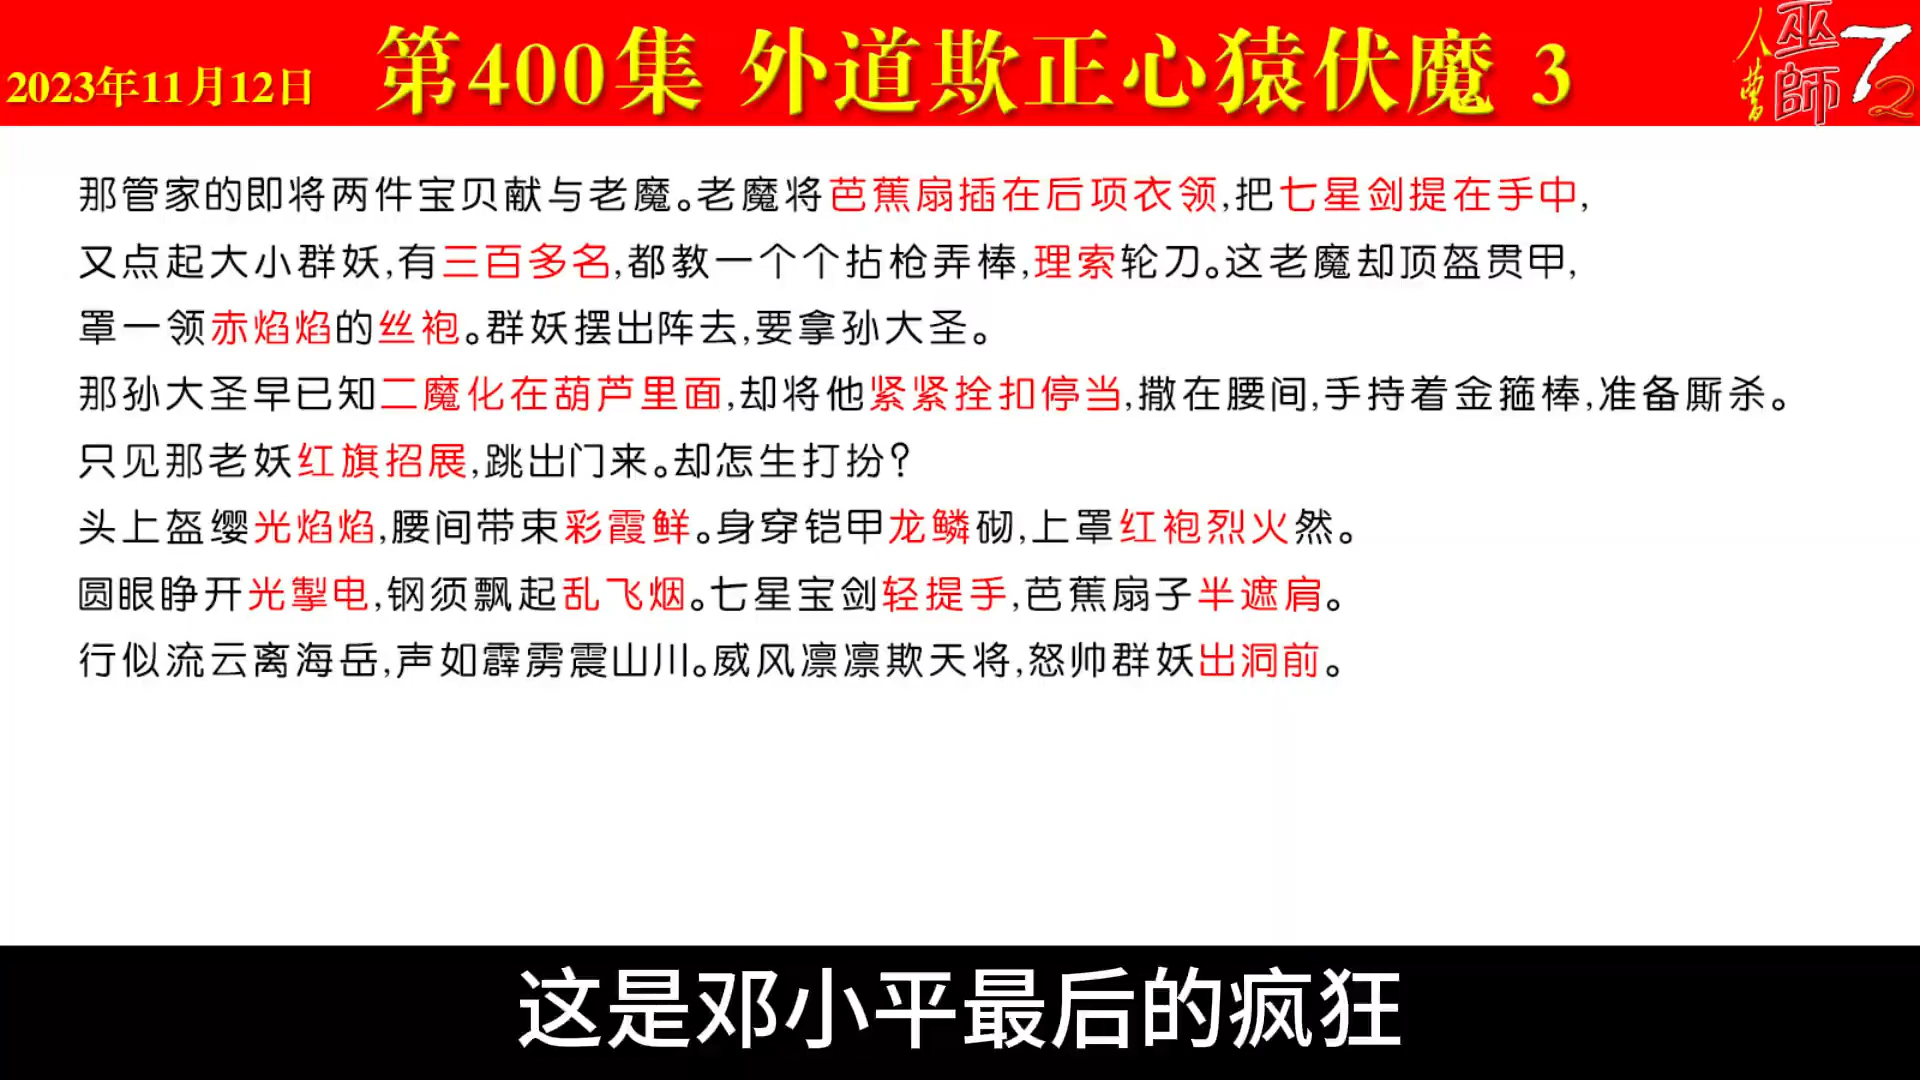 2023年11月12日
第400集 外道欺正心猿伏魔 3
人曹
巫師
72
那管家的即将两件宝贝献与老魔。老魔将芭蕉扇插在后项衣领,把七星剑提在手中,
又点起大小群妖,有三百多名,都教一个个拈枪弄棒,理索轮刀。这老魔却顶盔贯甲,
罩一领赤焰焰的丝袍。群妖摆出阵去,要拿孙大圣。
那孙大圣早已知二魔化在葫芦里面,却将他紧紧拴扣停当,撒在腰间,手持着金箍棒,准备厮杀。
只见那老妖红旗招展,跳出门来。却怎生打扮?
头上盔缨光焰焰,腰间带束彩霞鲜。身穿铠甲龙鳞砌,上罩红袍烈火然。
圆眼睁开光掣电,钢须飘起乱飞烟。七星宝剑轻提手,芭蕉扇子半遮肩。
行似流云离海岳,声如霹雳震山川。威风凛凛欺天将,怒帅群妖出洞前。
这是邓小平最后的疯狂